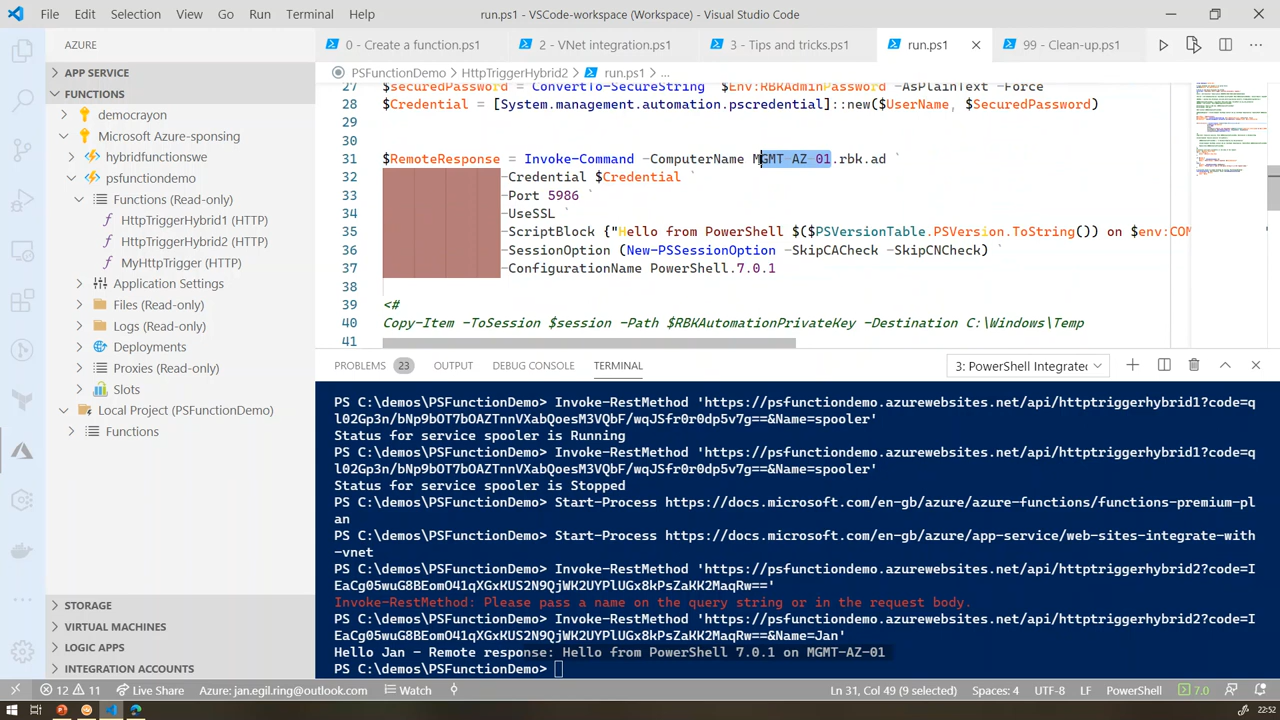 File Edit Selection View Go Run Terminal Help run.ps1 - VSCode-workspace (Workspace) - Visual Studio Code
AZURE
APP SERVICE
FUNCTIONS
democrayon
Microsoft Azure-sponsing
hybridfunctionswe
psfunctiondemo
Functions (Read-only)
HttpTriggerHybrid1 (HTTP)
HttpTriggerHybrid2 (HTTP)
MyHttpTrigger (HTTP)
Application Settings
Files (Read-only)
Logs (Read-only)
Deployments
Proxies (Read-only)
Slots
Local Project (PSFunctionDemo)
Functions
STORAGE
VIRTUAL MACHINES
LOGIC APPS
INTEGRATION ACCOUNTS
0 - Create a function.ps1 2 - VNet integration.ps1 3 - Tips and tricks.ps1 run.ps1 99 - Clean-up.ps1
PSFunctionDemo > HttpTriggerHybrid2 > run.ps1 > ...
27 $securedPassword = ConvertTo-SecureString $Env:RBKAdminPassword -AsPlainText -Force
28 $Credential = [System.management.automation.pscredential]::new($UserName, $SecuredPassword)
29
30
31 $RemoteResponse = Invoke-Command -ComputerName MGMT-AZ-01.rbk.ad `
32 -Credential $Credential `
33 -Port 5986 `
34 -UseSSL `
35 -ScriptBlock {"Hello from PowerShell $($PSVersionTable.PSVersion.ToString()) on $env:COM
36 -SessionOption (New-PSSessionOption -SkipCACheck -SkipCNCheck) `
37 -ConfigurationName PowerShell.7.0.1
38
39 <#
40 Copy-Item -ToSession $session -Path $RBKAutomationPrivateKey -Destination C:\Windows\Temp
41
PROBLEMS 23 OUTPUT DEBUG CONSOLE TERMINAL 3: PowerShell Integrate
PS C:\demos\PSFunctionDemo> Invoke-RestMethod 'https://psfunctiondemo.azurewebsites.net/api/httptriggerhybrid1?code=q
l02Gp3n/bNp9bOT7bOAZTnnVXabQoesM3VQbF/wqJSfr0r0dp5v7g==&Name=spooler'
Status for service spooler is Running
PS C:\demos\PSFunctionDemo> Invoke-RestMethod 'https://psfunctiondemo.azurewebsites.net/api/httptriggerhybrid1?code=q
l02Gp3n/bNp9bOT7bOAZTnnVXabQoesM3VQbF/wqJSfr0r0dp5v7g==&Name=spooler'
Status for service spooler is Stopped
PS C:\demos\PSFunctionDemo> Start-Process https://docs.microsoft.com/en-gb/azure/azure-functions/functions-premium-pl
an
PS C:\demos\PSFunctionDemo> Start-Process https://docs.microsoft.com/en-gb/azure/app-service/web-sites-integrate-with
-vnet
PS C:\demos\PSFunctionDemo> Invoke-RestMethod 'https://psfunctiondemo.azurewebsites.net/api/httptriggerhybrid2?code=I
EaCg05wuG8BEomO41qXGxKUS2N9QjWK2UYPlUGx8kPsZaKK2MaqRw=='
Invoke-RestMethod: Please pass a name on the query string or in the request body.
PS C:\demos\PSFunctionDemo> Invoke-RestMethod 'https://psfunctiondemo.azurewebsites.net/api/httptriggerhybrid2?code=I
EaCg05wuG8BEomO41qXGxKUS2N9QjWK2UYPlUGx8kPsZaKK2MaqRw==&Name=Jan'
Hello Jan - Remote response: Hello from PowerShell 7.0.1 on MGMT-AZ-01
PS C:\demos\PSFunctionDemo>
12 11 Live Share Azure: jan.egil.ring@outlook.com Watch Ln 31, Col 49 (9 selected) Spaces: 4 UTF-8 LF PowerShell 7.0
22:52